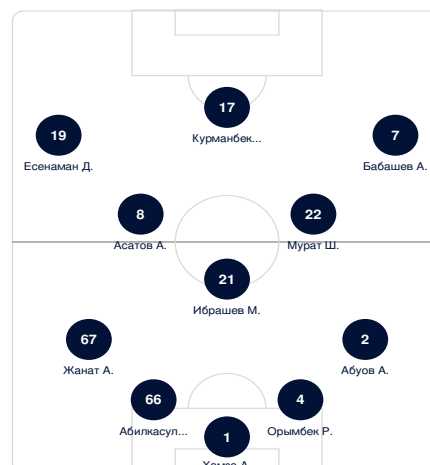 17
Курманбек...
19
Есенаман Д.
7
Бабашев А.
8
Асатов А.
22
Мурат Ш.
21
Ибрашев М.
67
Жанат А.
2
Абуов А.
66
Абилкасул...
4
Орымбек Р.
1